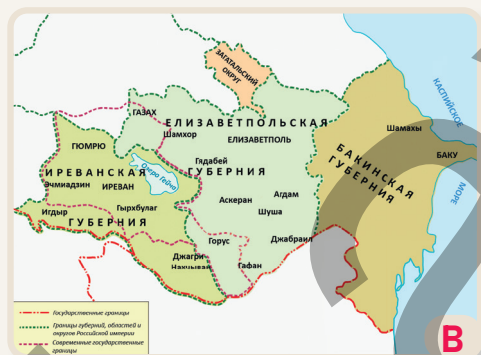 ЗАГАТАЛЬСКИЙ
ОКРУГ
КАСПИЙСКОЕ
МОРЕ
ГАЗАХ
ЕЛИЗАВЕТПОЛЬСКАЯ
ГУБЕРНИЯ
Шамхор
ЕЛИЗАВЕТПОЛЬ
Шамахы
БАКУ
БАКИНСКАЯ
ГУБЕРНИЯ
ГЮМРЮ
Гядабей
Озеро Гейча
ИРЕВАНСКАЯ
ГУБЕРНИЯ
Эчмиадзин
ИРЕВАН
Агдам
Аскеран
Игдыр
Гырхбулаг
Шуша
Горус
Джабраил
Джагри
Нахчыван
Гафан
Государственные границы
Границы губерний, областей и
округов Российской империи
Современные государственные
границы
B